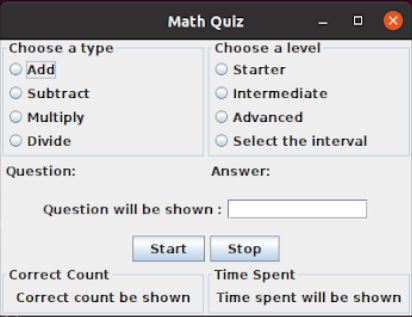 Math Quiz
Choose a type
Choose a level
Add
Starter
Subtract
Intermediate
Multiply
Advanced
Divide
Select the interval
Question:
Answer:
Question will be shown :
Start
Stop
Correct Count
Time Spent
Correct count be shown
Time spent will be shown